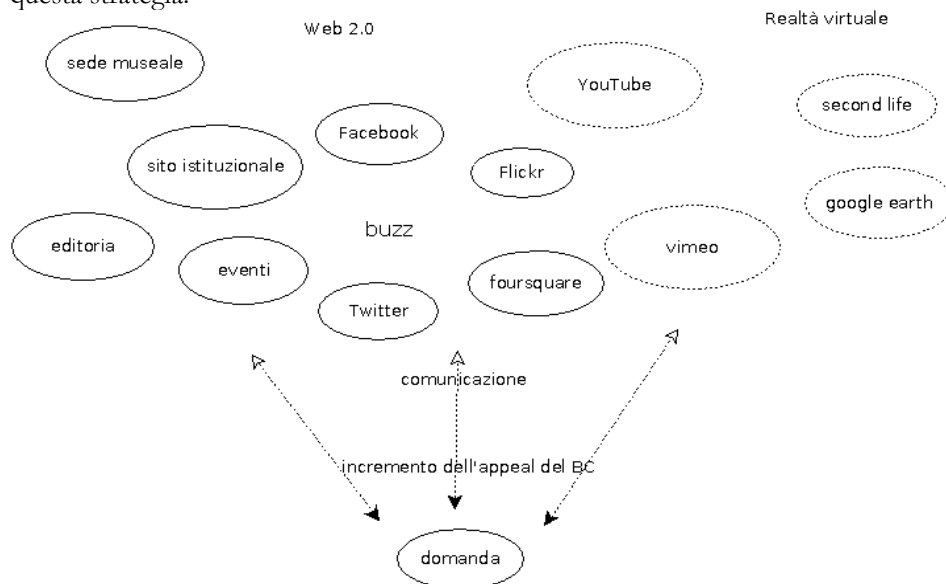 questa strategia.
Web 2.0
Realtà virtuale
sede museale
YouTube
second life
Facebook
sito istituzionale
Flickr
google earth
buzz
editoria
eventi
vimeo
foursquare
Twitter
comunicazione
incremento dell'appeal del BC
domanda